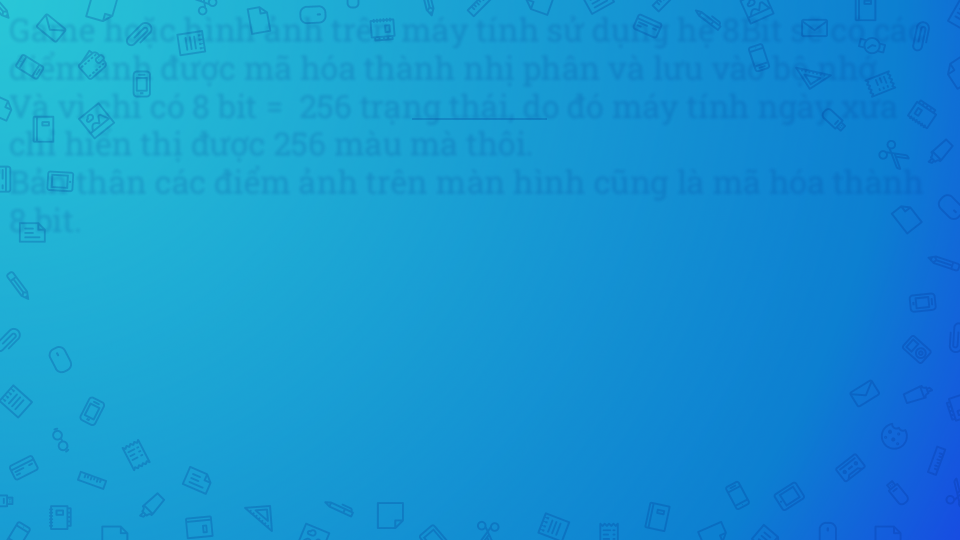 Game hoặc hình ảnh trên máy tính sử dụng hệ 8Bit sẽ có các
điểm ảnh được mã hóa thành nhị phân và lưu vào bộ nhớ.
Và vì chỉ có 8 bit = 256 trạng thái, do đó máy tính ngày xưa
chỉ hiển thị được 256 màu mà thôi.
Bản thân các điểm ảnh trên màn hình cũng là mã hóa thành
8 bit.